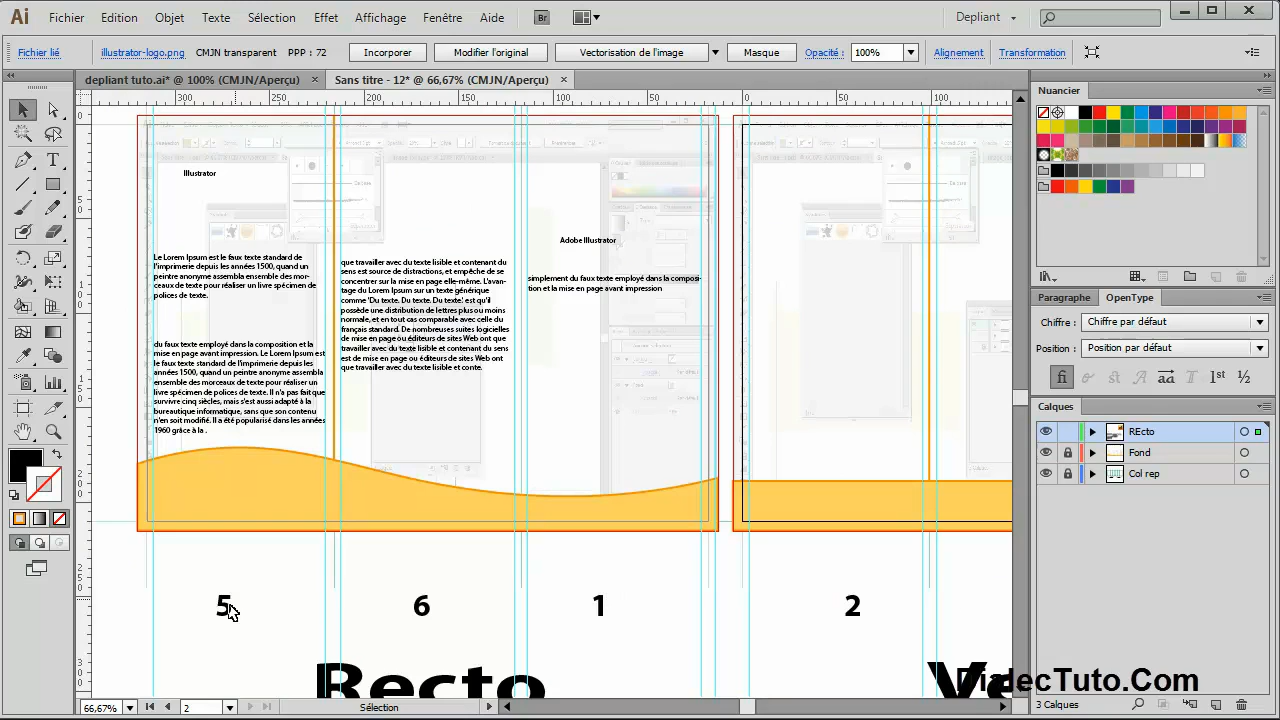 Ai Fichier Edition Objet Texte Sélection Effet Affichage Fenêtre Aide Br Depliant
Fichier lié illustrator-logo.png CMJN transparent PPP : 72 Incorporer Modifier l'original Vectorisation de l'image Masque Opacité: 100% Alignement Transformation
depliant tuto.ai* @ 100% (CMJN/Aperçu) Sans titre - 12* @ 66,67% (CMJN/Aperçu)
300 250 200 150 100 50 0 50 100
Illustrator
Le Lorem Ipsum est le faux texte standard de
l'imprimerie depuis les années 1500, quand un
peintre anonyme assembla ensemble des mor-
ceaux de texte pour réaliser un livre spécimen de
polices de texte.
du faux texte employé dans la composition et la
mise en page avant impression. Le Lorem Ipsum est
le faux texte standard de l'imprimerie depuis les
années 1500, quand un peintre anonyme assembla
ensemble des morceaux de texte pour réaliser un
livre spécimen de polices de texte. Il n'a pas fait que
survivre cinq siècles, mais s'est aussi adapté à la
bureautique informatique, sans que son contenu
n'en soit modifié. Il a été popularisé dans les années
1960 grâce à la .
que travailler avec du texte lisible et contenant du
sens est source de distractions, et empêche de se
concentrer sur la mise en page elle-même. L'avan-
tage du Lorem Ipsum sur un texte générique
comme 'Du texte. Du texte. Du texte.' est qu'il
possède une distribution de lettres plus ou moins
normale, et en tout cas comparable avec celle du
français standard. De nombreuses suites logicielles
de mise en page ou éditeurs de sites Web ont que
travailler avec du texte lisible et contenant du sens
est de mise en page ou éditeurs de sites Web ont
que travailler avec du texte lisible et conte.
Adobe Illustrator
simplement du faux texte employé dans la composi-
tion et la mise en page avant impression
5 6 1 2
Recto
DialecTuto.Com
Nuancier
Paragraphe OpenType
Chiffre : Chiffre par défaut
Position : Position par défaut
fi st A aa T 1st ½
Calques
REcto
Fond
Col rep
3 Calques
66,67% 2 Sélection